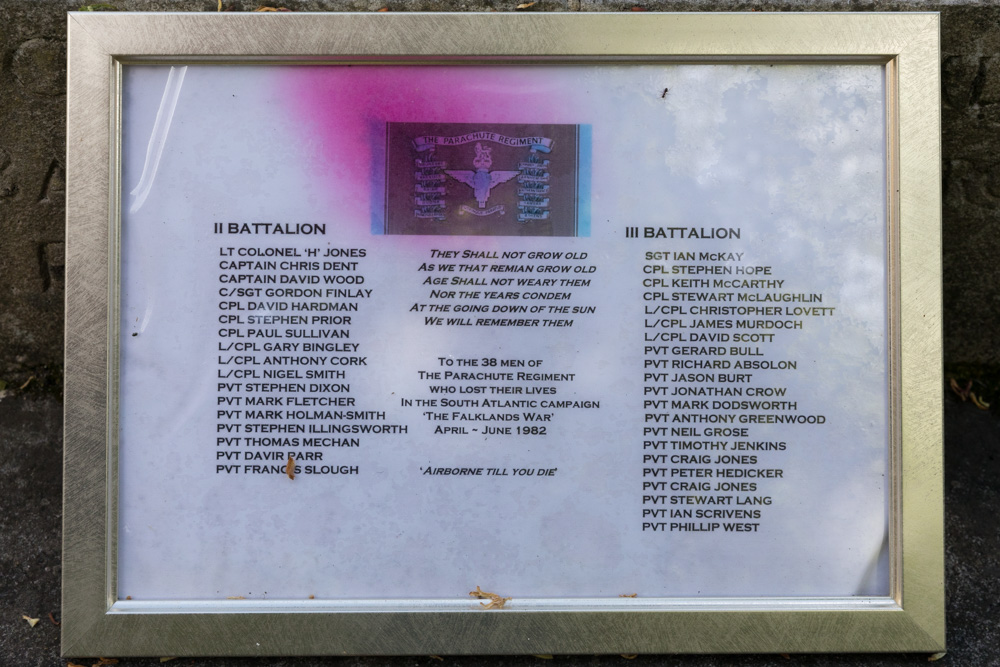 THE PARACHUTE REGIMENT
II BATTALION
LT COLONEL 'H' JONES
CAPTAIN CHRIS DENT
CAPTAIN DAVID WOOD
C/SGT GORDON FINLAY
CPL DAVID HARDMAN
CPL STEPHEN PRIOR
CPL PAUL SULLIVAN
L/CPL GARY BINGLEY
L/CPL ANTHONY CORK
L/CPL NIGEL SMITH
PVT STEPHEN DIXON
PVT MARK FLETCHER
PVT MARK HOLMAN-SMITH
PVT STEPHEN ILLINGSWORTH
PVT THOMAS MECHAN
PVT DAVIR PARR
PVT FRANCIS SLOUGH
THEY SHALL NOT GROW OLD
AS WE THAT REMIAN GROW OLD
AGE SHALL NOT WEARY THEM
NOR THE YEARS CONDEM
AT THE GOING DOWN OF THE SUN
WE WILL REMEMBER THEM
TO THE 38 MEN OF
THE PARACHUTE REGIMENT
WHO LOST THEIR LIVES
IN THE SOUTH ATLANTIC CAMPAIGN
'THE FALKLANDS WAR'
APRIL ~ JUNE 1982
'AIRBORNE TILL YOU DIE'
III BATTALION
SGT IAN McKAY
CPL STEPHEN HOPE
CPL KEITH McCARTHY
CPL STEWART McLAUGHLIN
L/CPL CHRISTOPHER LOVETT
L/CPL JAMES MURDOCH
L/CPL DAVID SCOTT
PVT GERARD BULL
PVT RICHARD ABSOLON
PVT JASON BURT
PVT JONATHAN CROW
PVT MARK DODSWORTH
PVT ANTHONY GREENWOOD
PVT NEIL GROSE
PVT TIMOTHY JENKINS
PVT CRAIG JONES
PVT PETER HEDICKER
PVT CRAIG JONES
PVT STEWART LANG
PVT IAN SCRIVENS
PVT PHILLIP WEST